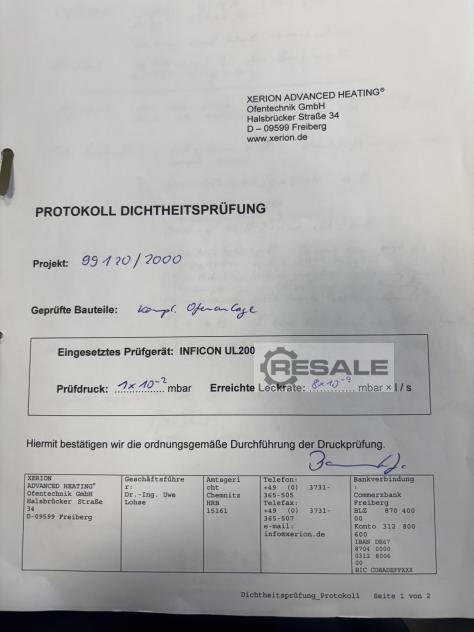 XERION ADVANCED HEATING®
Ofentechnik GmbH
Halsbrücker Straße 34
D – 09599 Freiberg
www.xerion.de
PROTOKOLL DICHTHEITSPRÜFUNG
Projekt: 99120/2000
Geprüfte Bauteile: kompl. Ofenanlage
Eingesetztes Prüfgerät: INFICON UL200
RESALE
Prüfdruck: 1x10⁻² mbar Erreichte Leckrate: 8x10⁻⁹ mbar × l / s
Hiermit bestätigen wir die ordnungsgemäße Durchführung der Druckprüfung.
XERION
ADVANCED HEATING®
Ofentechnik GmbH
Halsbrücker Straße
34
D-09599 Freiberg
Geschäftsführe
r:
Dr.-Ing. Uwe
Lohse
Amtsgeri
cht
Chemnitz
HRB
15161
Telefon:
+49 (0) 3731-
365-505
Telefax:
+49 (0) 3731-
365-507
e-mail:
info@xerion.de
Bankverbindung
:
Commerzbank
Freiberg
BLZ 870 400
00
Konto 312 800
600
IBAN DE67
8704 0000
0312 8006
00
BIC COBADEFFXXX
Dichtheitsprüfung_Protokoll Seite 1 von 2